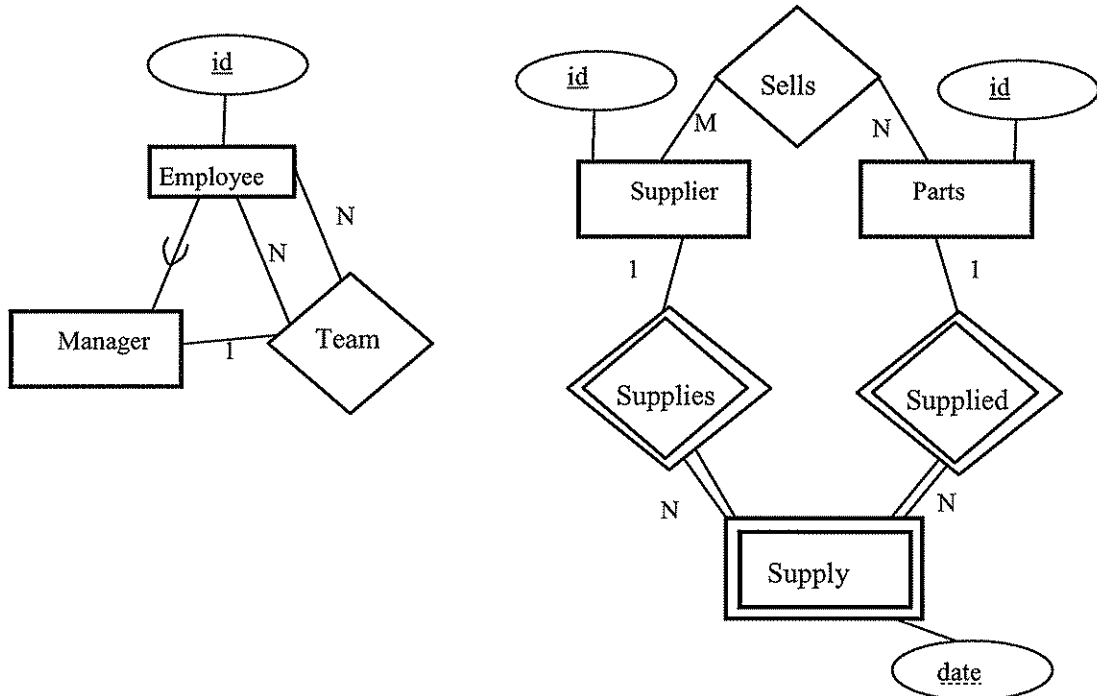 id
Employee
N
N
Manager
1
Team
id
Sells
id
M
N
Supplier
Parts
1
1
Supplies
Supplied
N
N
Supply
date